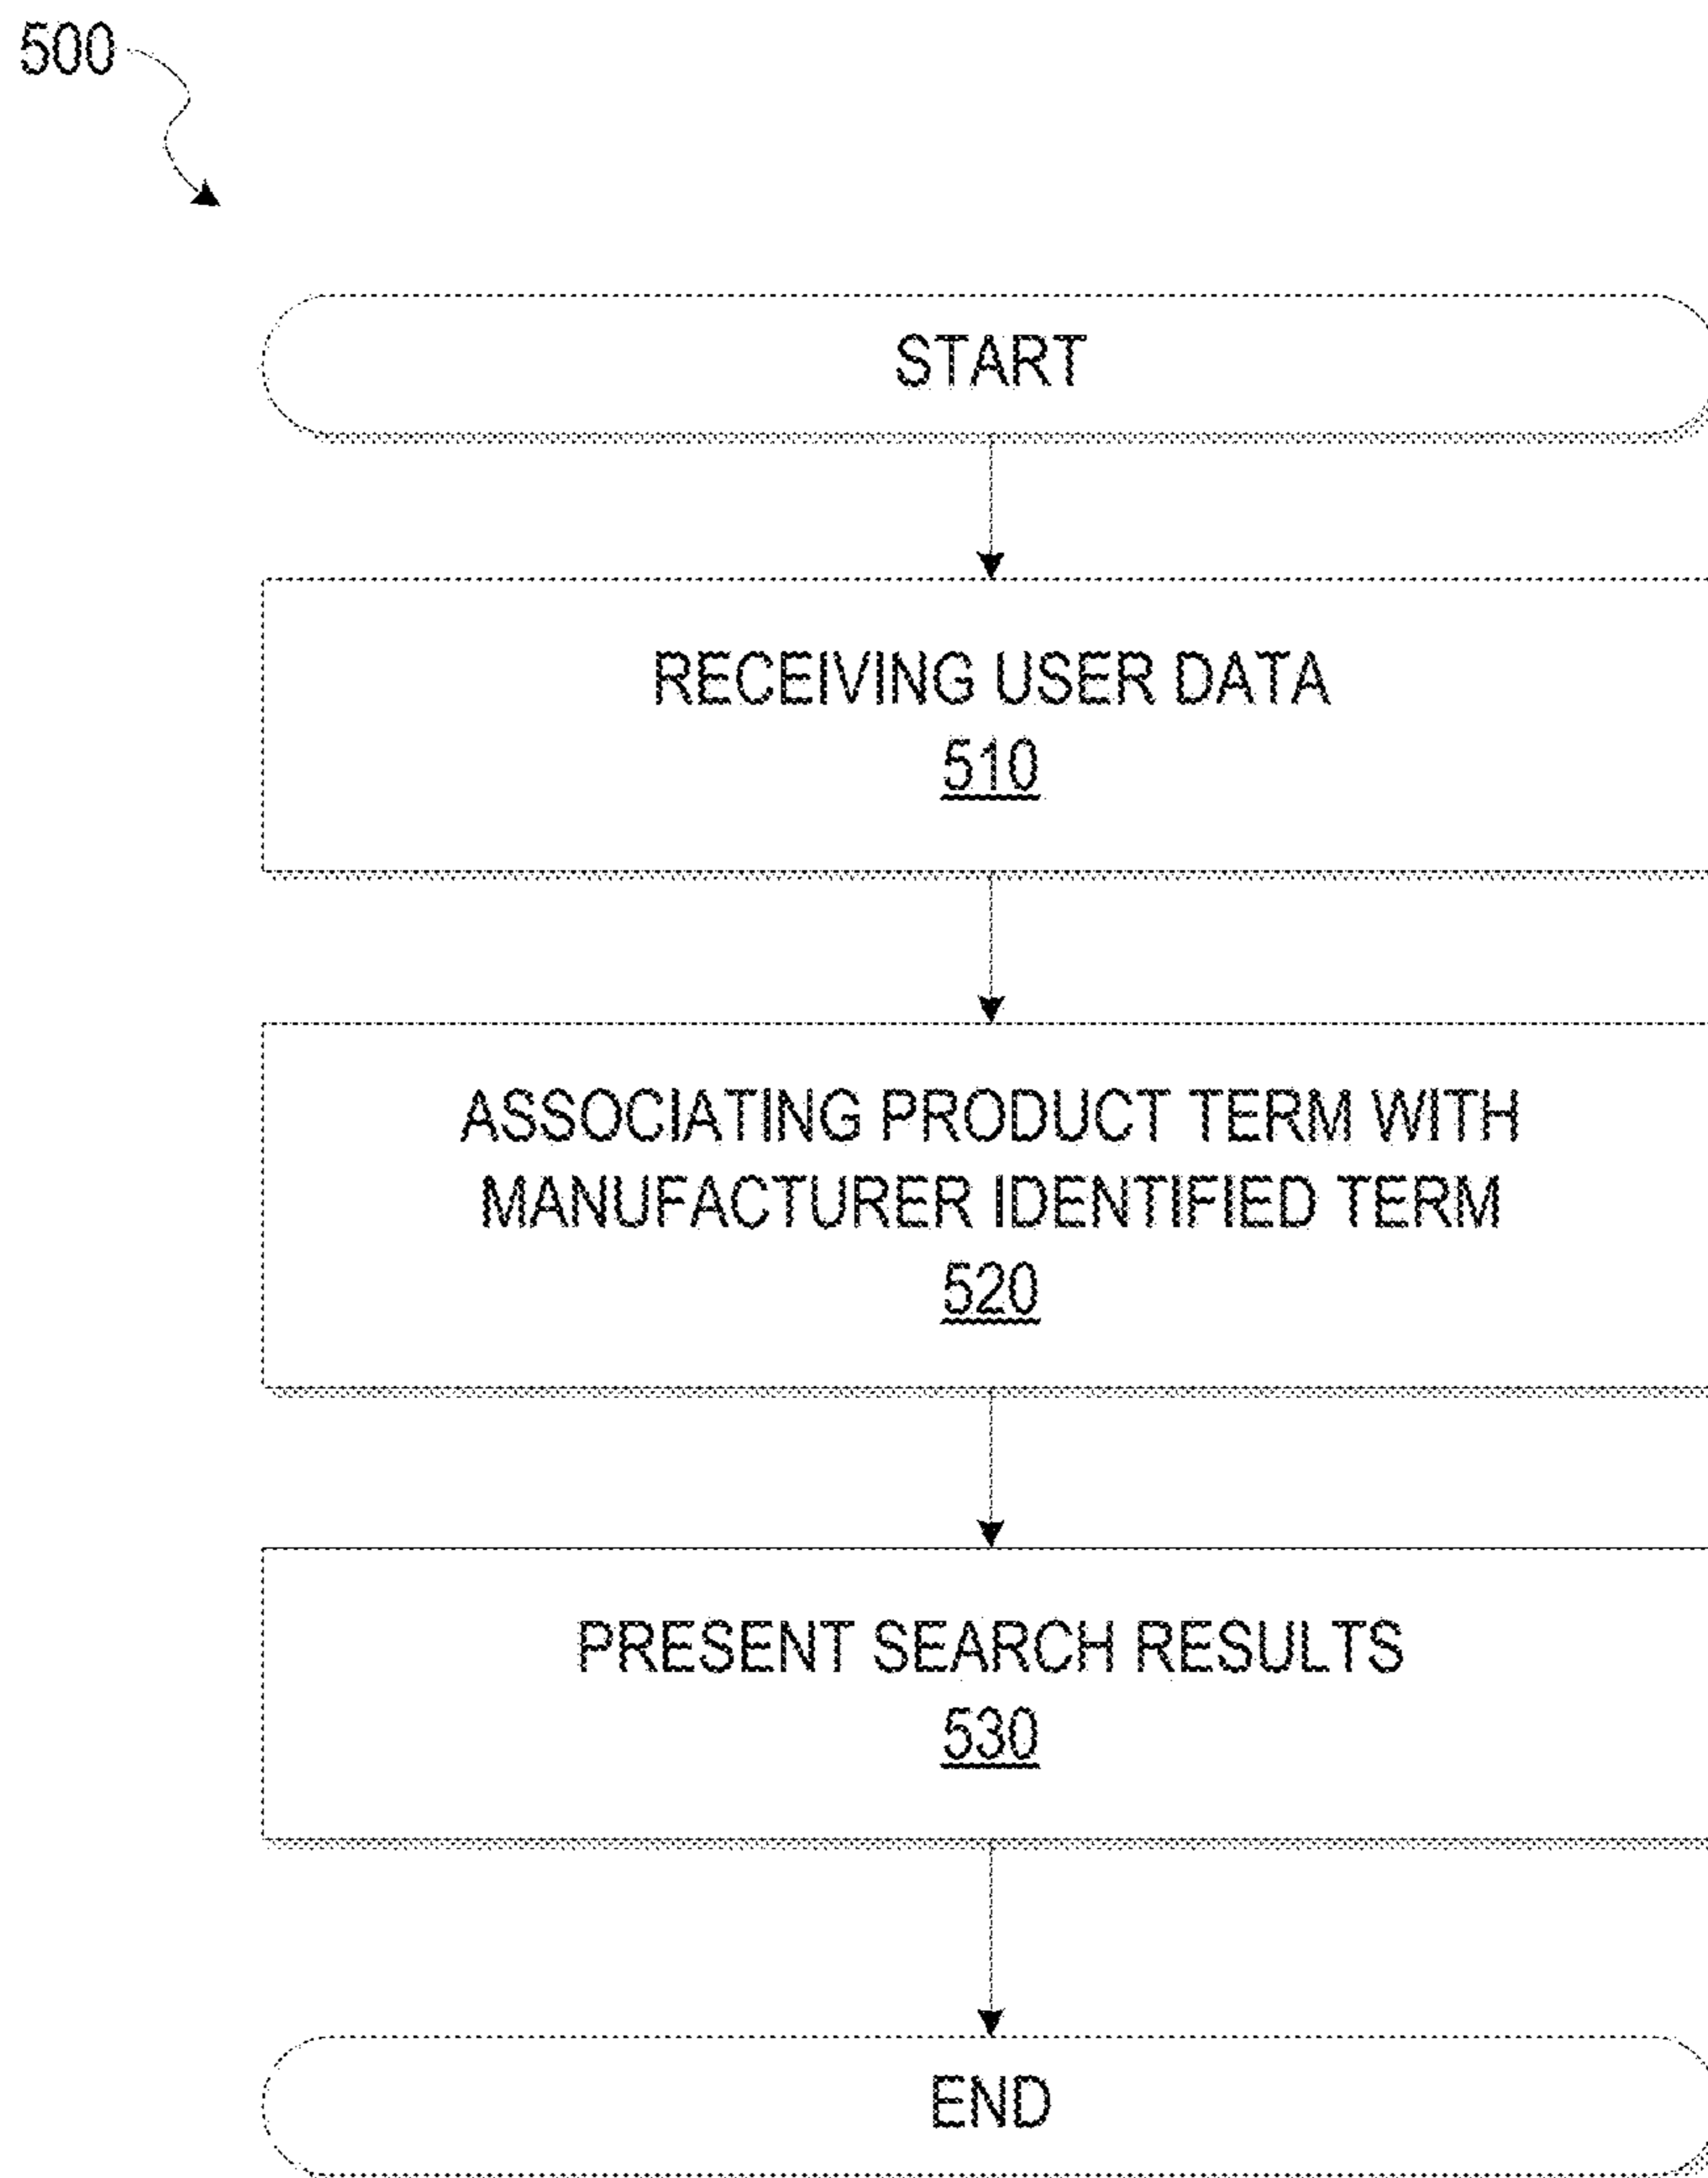 500
START
RECEIVING USER DATA
510
ASSOCIATING PRODUCT TERM WITH
MANUFACTURER IDENTIFIED TERM
520
PRESENT SEARCH RESULTS
530
END